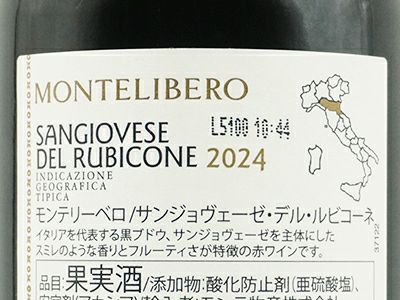 MONTELIBERO
L5100 10:44
SANGIOVESE
DEL RUBICONE 2024
INDICAZIONE
GEOGRAFICA
TIPICA
モンテリーベロ/サンジョヴェーゼ・デル・ルビコーネ
イタリアを代表する黒ブドウ、サンジョヴェーゼを主体にした
スミレのような香りとフルーティさが特徴の赤ワインです。
37122
品目:果実酒/添加物:酸化防止剤(亜硫酸塩)、